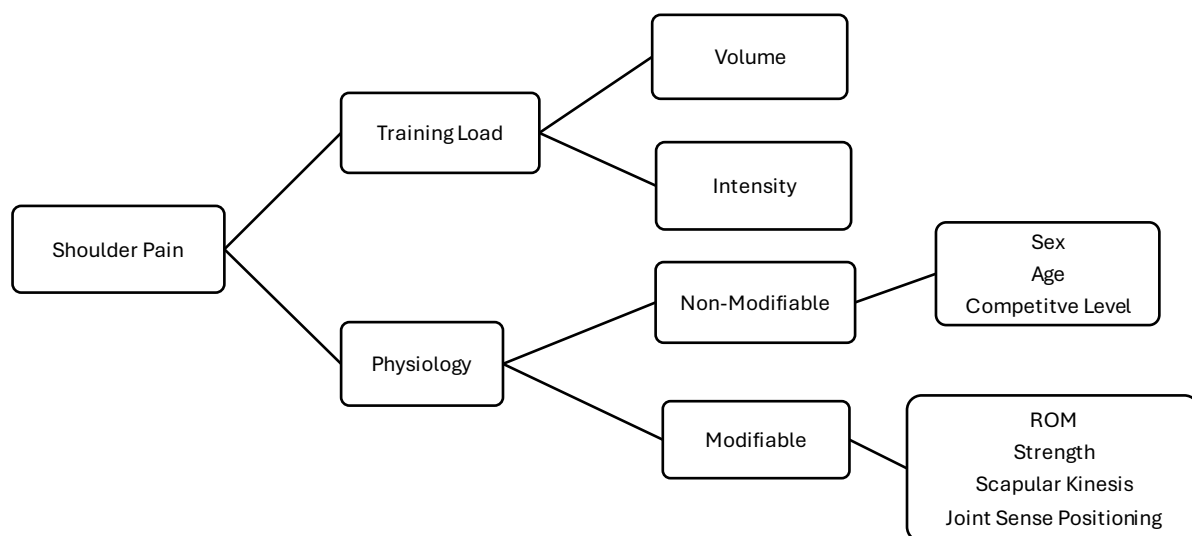 Shoulder Pain
Training Load
Volume
Intensity
Physiology
Non-Modifiable
Sex
Age
Competitve Level
Modifiable
ROM
Strength
Scapular Kinesis
Joint Sense Positioning